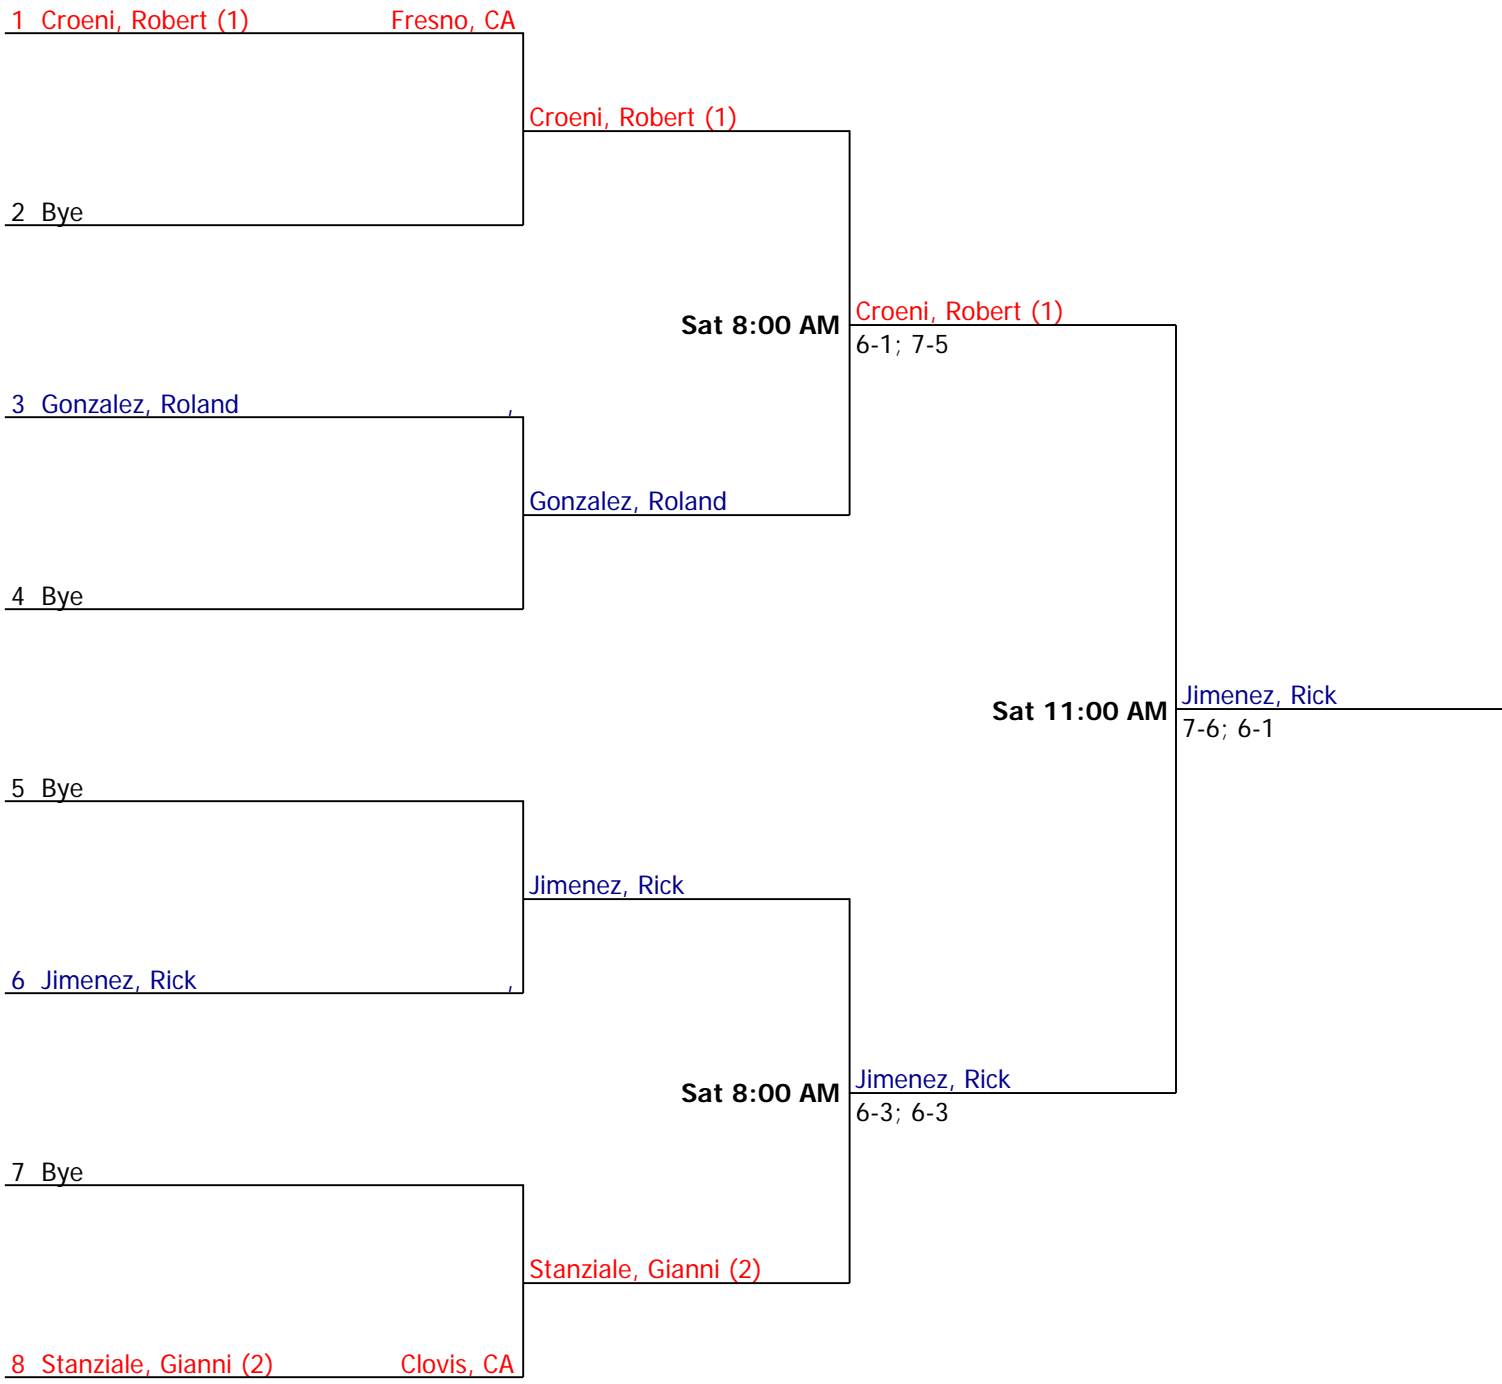 1 Croeni, Robert (1) Fresno, CA
Croeni, Robert (1)
2 Bye
Croeni, Robert (1)
Sat 8:00 AM
6-1; 7-5
3 Gonzalez, Roland ,
Gonzalez, Roland
4 Bye
Jimenez, Rick
Sat 11:00 AM
7-6; 6-1
5 Bye
Jimenez, Rick
6 Jimenez, Rick ,
Jimenez, Rick
Sat 8:00 AM
6-3; 6-3
7 Bye
Stanziale, Gianni (2)
8 Stanziale, Gianni (2) Clovis, CA